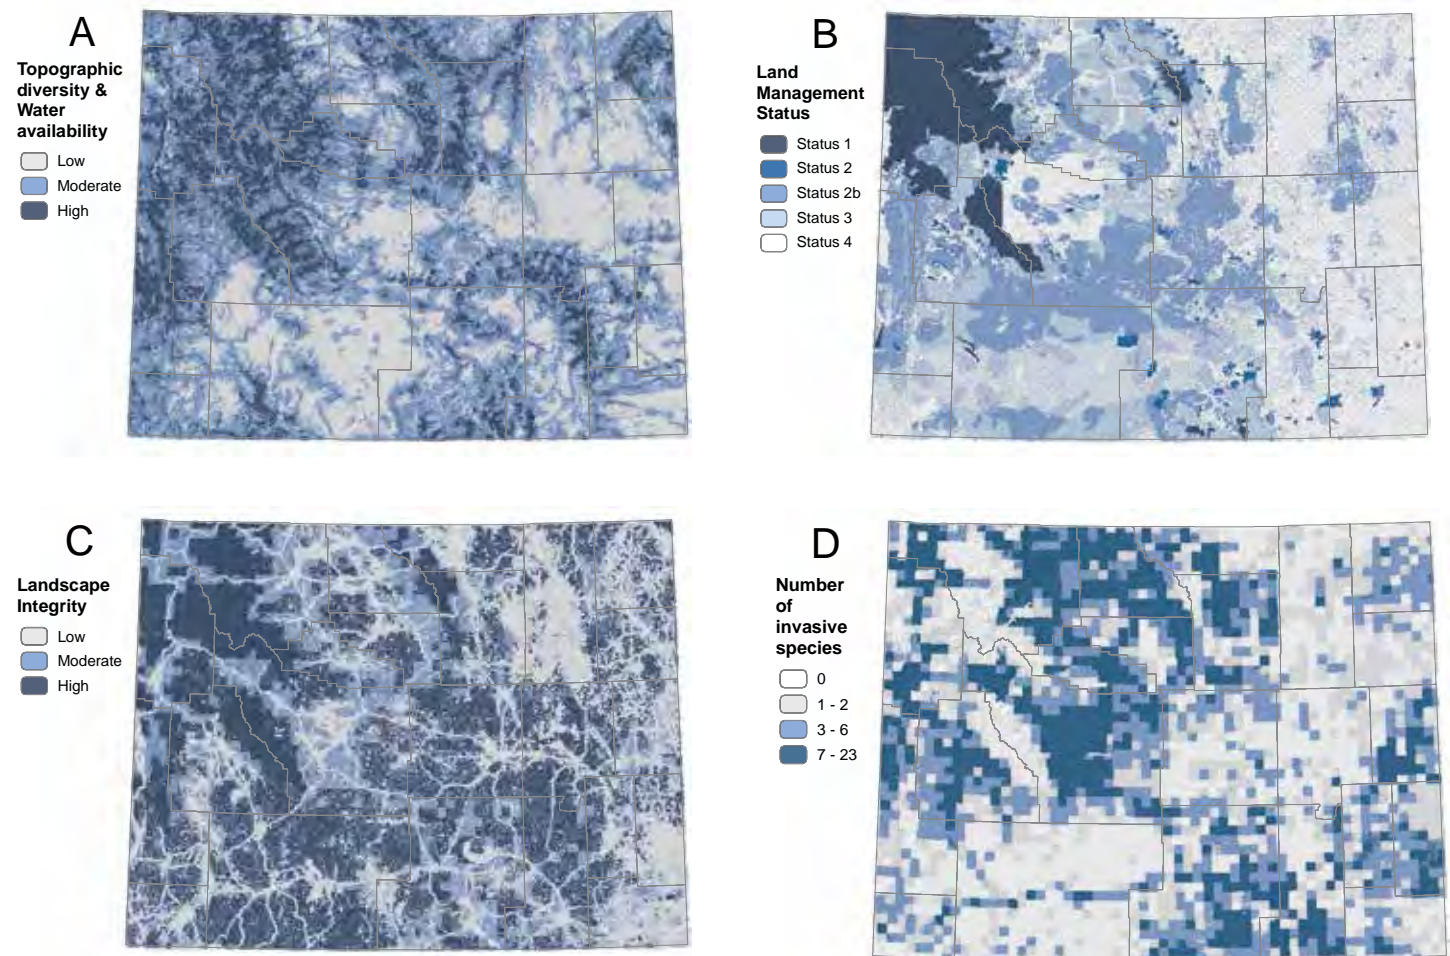 A
Topographic
diversity &
Water
availability
Low
Moderate
High
B
Land
Management
Status
Status 1
Status 2
Status 2b
Status 3
Status 4
C
Landscape
Integrity
Low
Moderate
High
D
Number
of
invasive
species
0
1 - 2
3 - 6
7 - 23